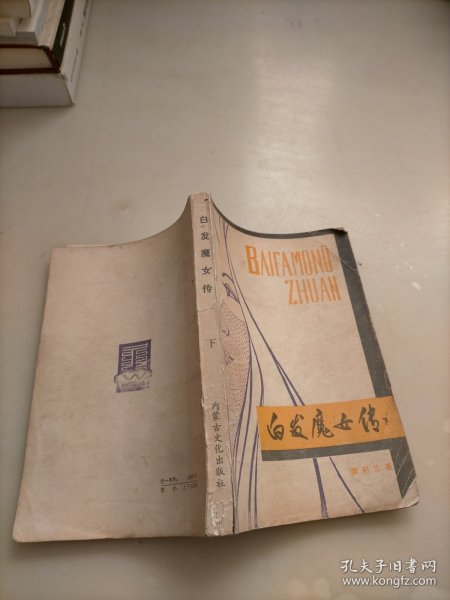 BAIFAMONÜ
ZHUAN
白发魔女传 下
梁羽生著
白发魔女传
下
内蒙古文化出版社
孔夫子旧书网
www.kongfz.com